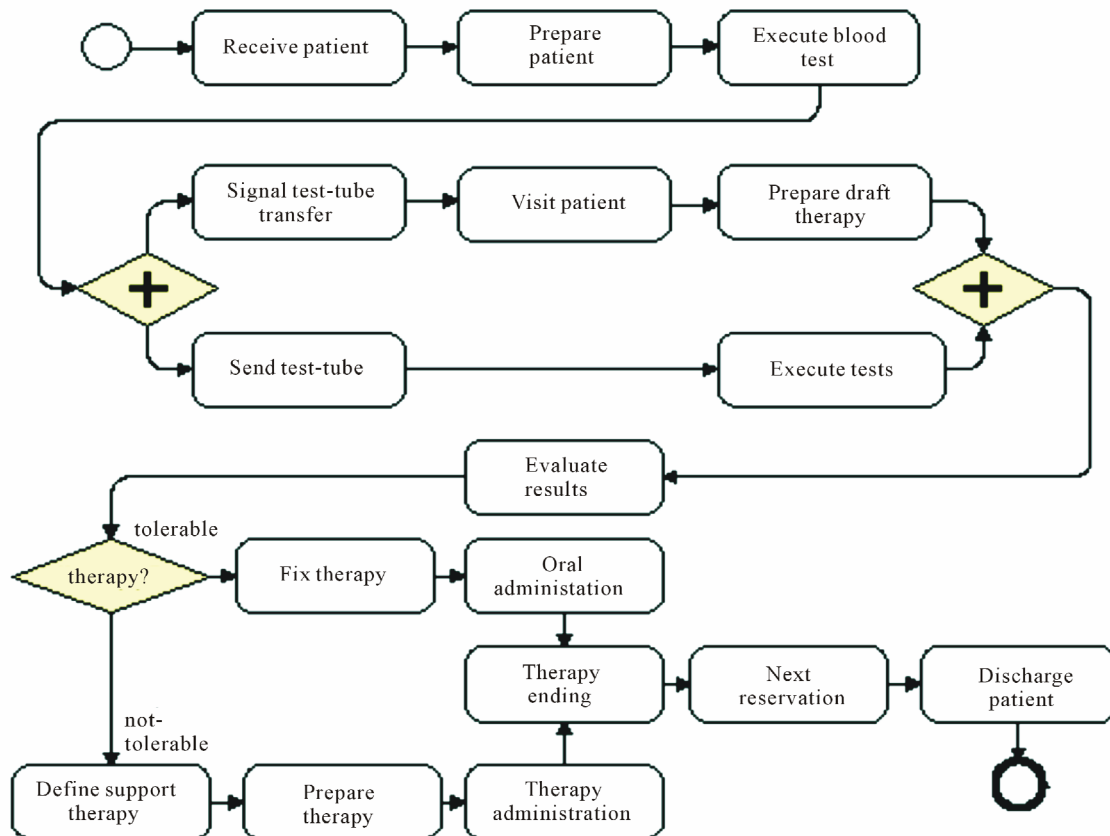 Receive patient
Prepare
patient
Execute blood
test
Signal test-tube
transfer
Visit patient
Prepare draft
therapy
Send test-tube
Execute tests
Evaluate
results
tolerable
therapy?
Fix therapy
Oral
administation
Therapy
ending
Next
reservation
Discharge
patient
not-
tolerable
Define support
therapy
Prepare
therapy
Therapy
administration